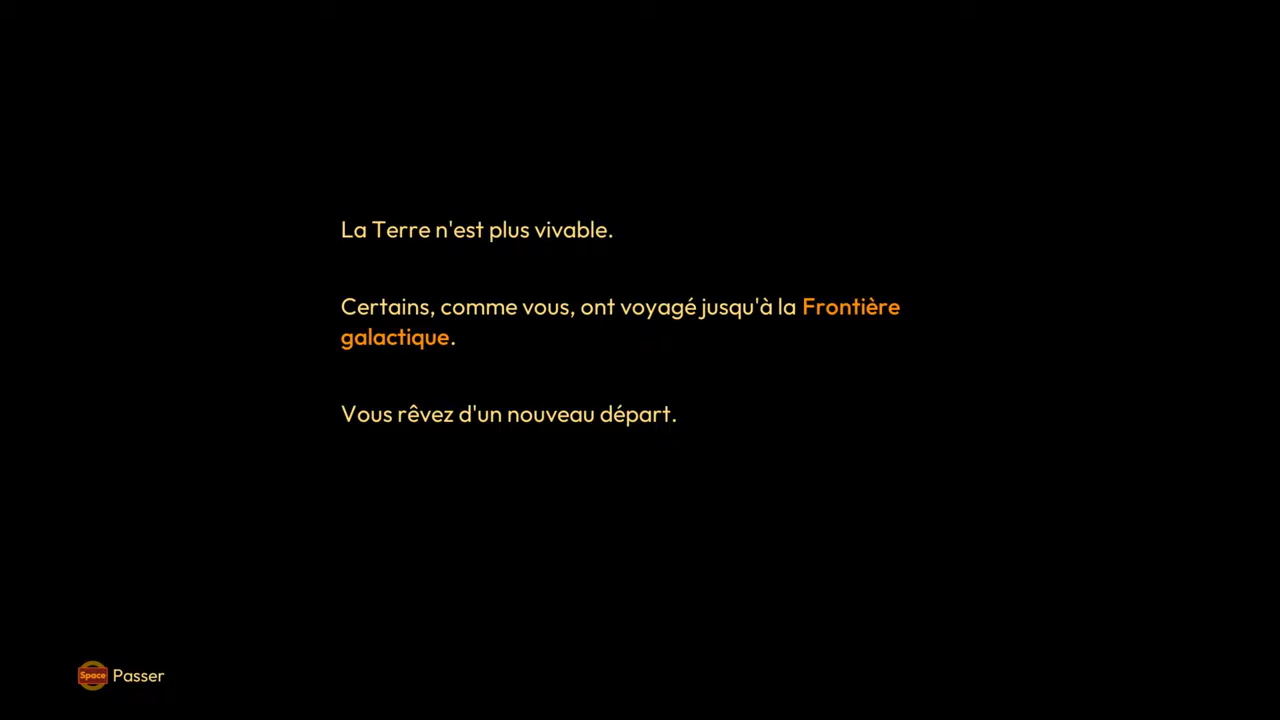 La Terre n'est plus vivable.
Certains, comme vous, ont voyagé jusqu'à la Frontière
galactique.
Vous rêvez d'un nouveau départ.
Space Passer